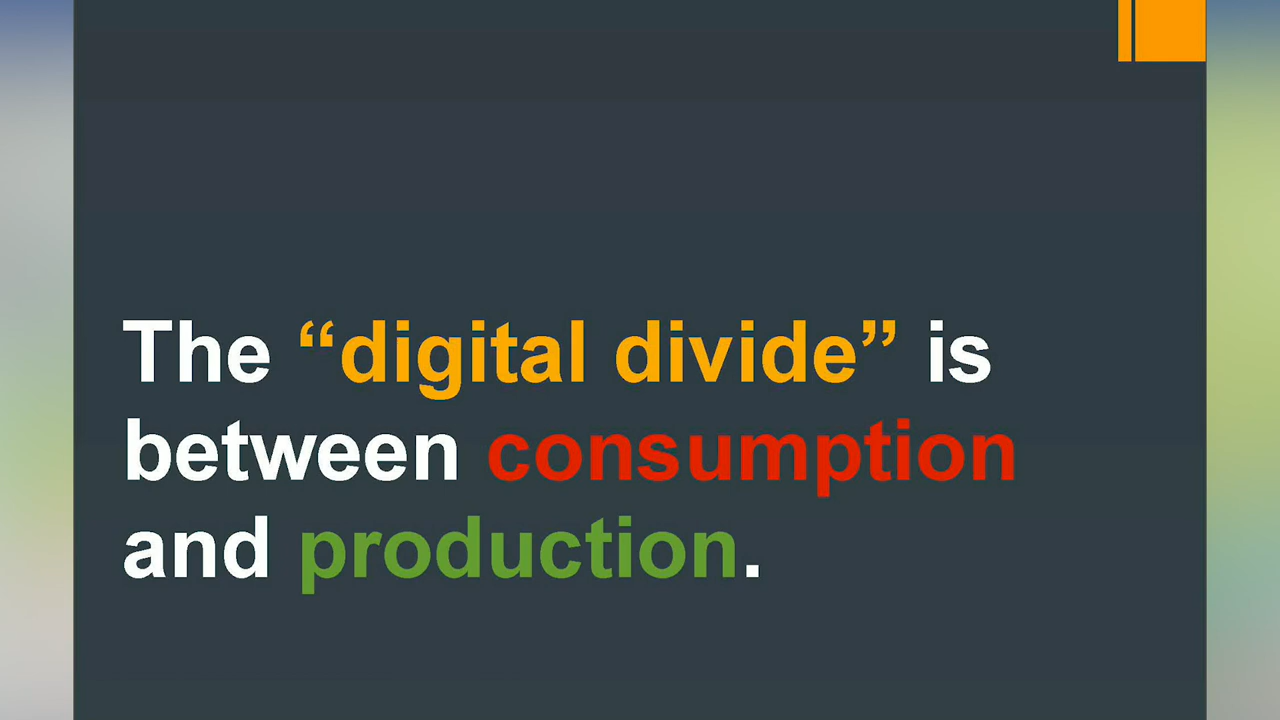 The “digital divide” is
between consumption
and production.